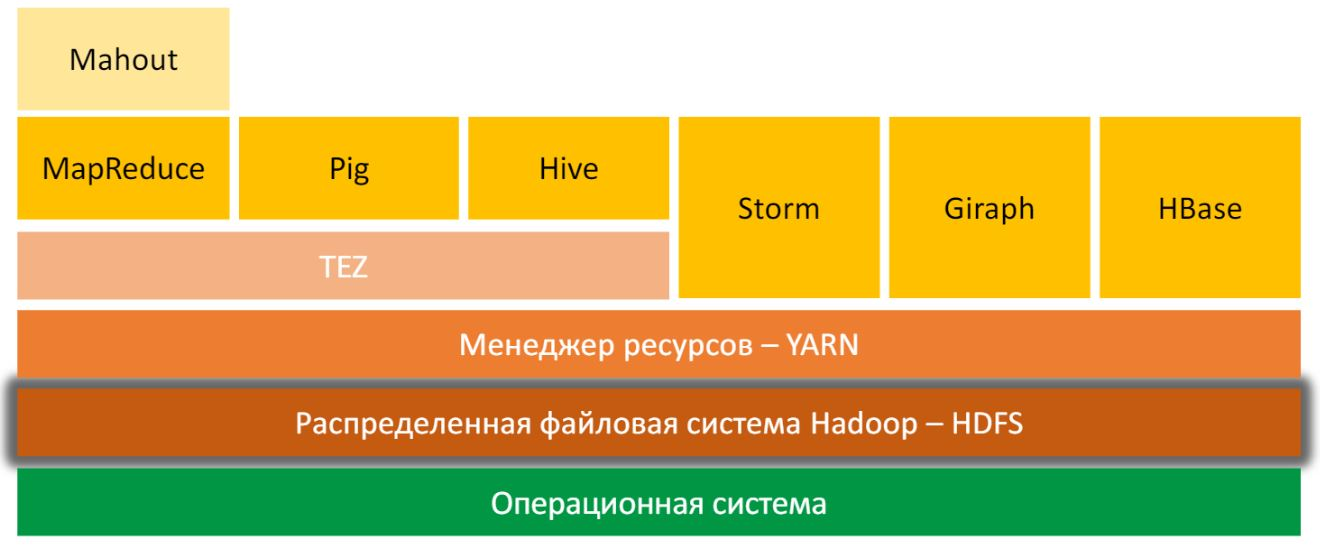 Mahout
MapReduce
Pig
Hive
Storm
Giraph
HBase
TEZ
Менеджер ресурсов – YARN
Распределенная файловая система Hadoop – HDFS
Операционная система